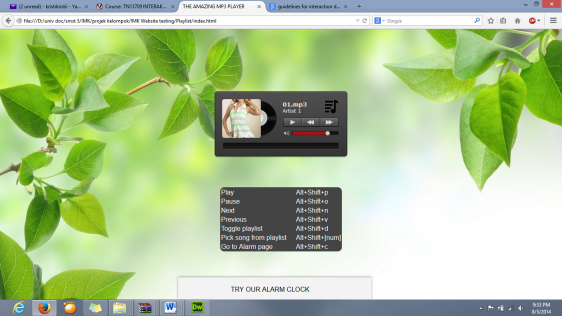 (2 unread) - kristikniki - Ya...
Course: TN13709 INTERAK...
THE AMAZING MP3 PLAYER
guidelines for interaction d...
file:///D:/univ doc/smst 5/IMK/projek kelompok/IMK Website testing/Playlist/index.html
Google
01.mp3
Artist 1
Play Alt+Shift+p
Pause Alt+Shift+o
Next Alt+Shift+n
Previous Alt+Shift+v
Toggle playlist Alt+Shift+d
Pick song from playlist Alt+Shift+[num]
Go to Alarm page Alt+Shift+c
TRY OUR ALARM CLOCK
9:33 PM
8/3/2014